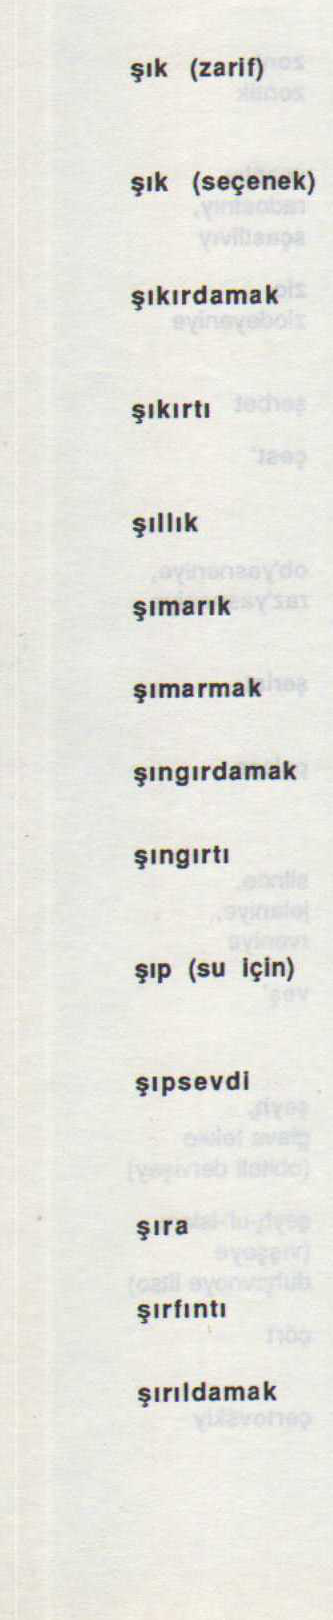 şık (zarif)
şık (seçenek)
şıkırdamak
şıkırtı
şıllık
şımarık
şımarmak
şıngırdamak
şıngırtı
şıp (su için)
şıpsevdi
şıra
şırfıntı
şırıldamak